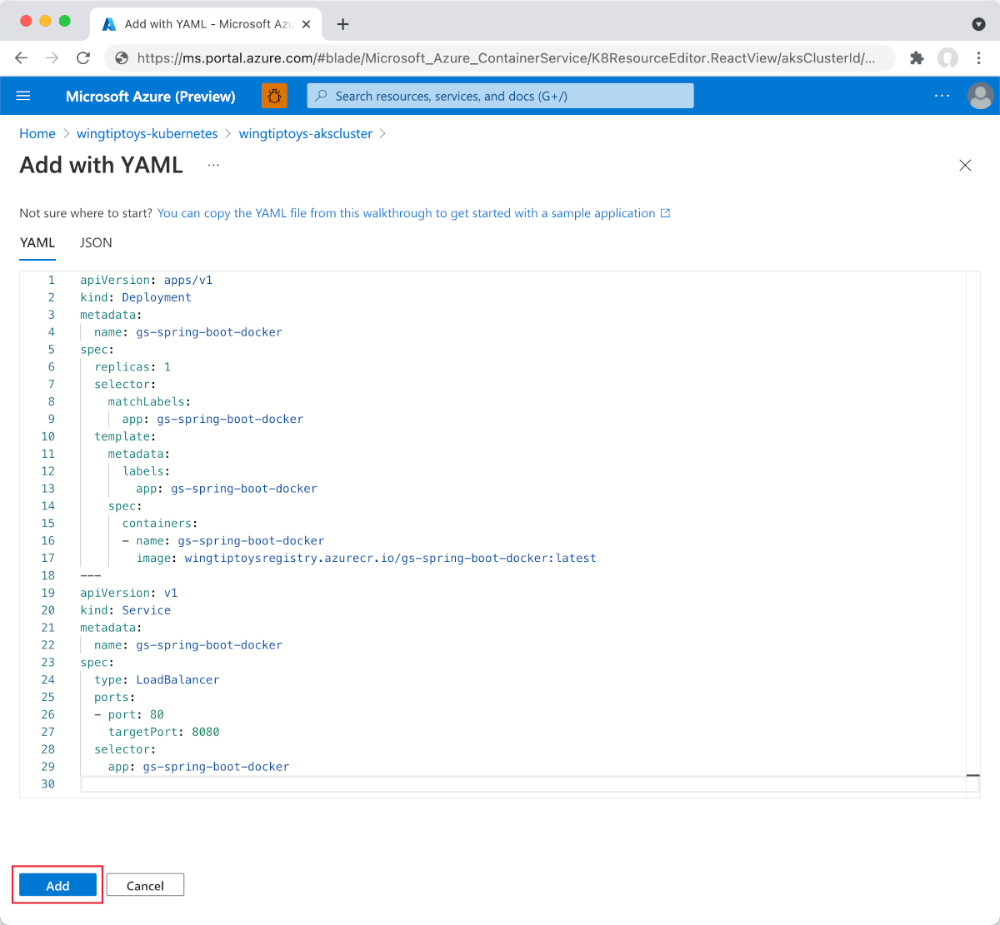 Add with YAML - Microsoft Azu
https://ms.portal.azure.com/#blade/Microsoft_Azure_ContainerService/K8ResourceEditor.ReactView/aksClusterId/...
Microsoft Azure (Preview)
Search resources, services, and docs (G+/)
Home > wingtiptoys-kubernetes > wingtiptoys-akscluster >
Add with YAML ...
Not sure where to start? You can copy the YAML file from this walkthrough to get started with a sample application
YAML JSON
1 apiVersion: apps/v1
2 kind: Deployment
3 metadata:
4   name: gs-spring-boot-docker
5 spec:
6   replicas: 1
7   selector:
8     matchLabels:
9       app: gs-spring-boot-docker
10   template:
11     metadata:
12       labels:
13         app: gs-spring-boot-docker
14     spec:
15       containers:
16       - name: gs-spring-boot-docker
17         image: wingtiptoysregistry.azurecr.io/gs-spring-boot-docker:latest
18 ---
19 apiVersion: v1
20 kind: Service
21 metadata:
22   name: gs-spring-boot-docker
23 spec:
24   type: LoadBalancer
25   ports:
26   - port: 80
27     targetPort: 8080
28   selector:
29     app: gs-spring-boot-docker
30
Add Cancel